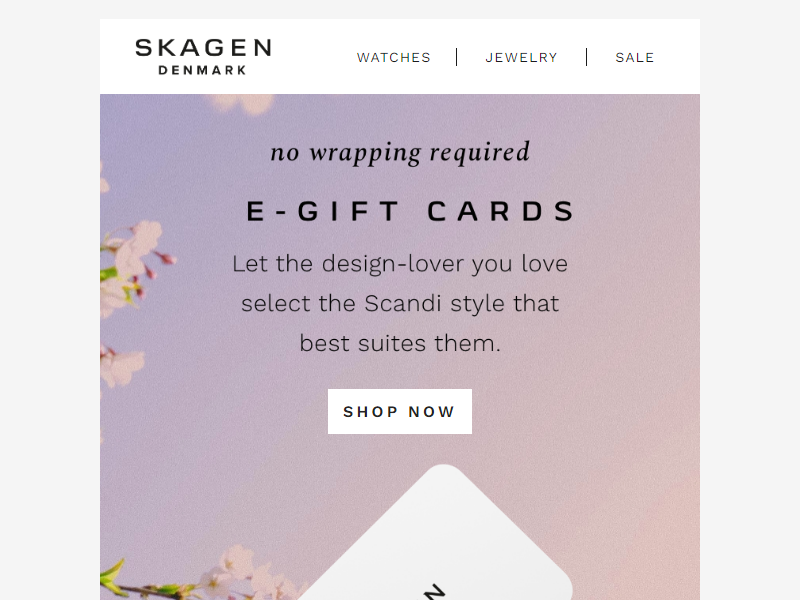 SKAGEN
DENMARK
WATCHES
JEWELRY
SALE
no wrapping required
E-GIFT CARDS
Let the design-lover you love
select the Scandi style that
best suites them.
SHOP NOW
N